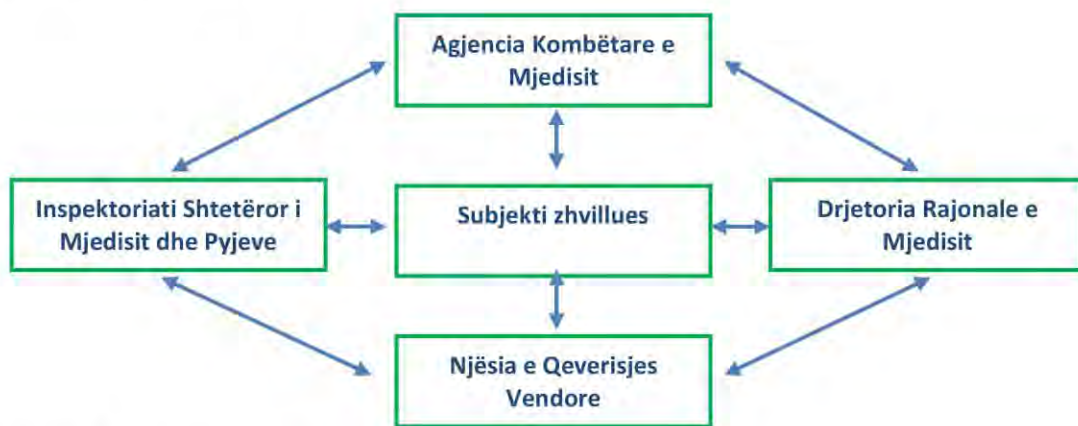 Agjencia Kombëtare e
Mjedisit
Inspektoriati Shtetëror i
Mjedisit dhe Pyjeve
Subjekti zhvillues
Drjetoria Rajonale e
Mjedisit
Njësia e Qeverisjes
Vendore